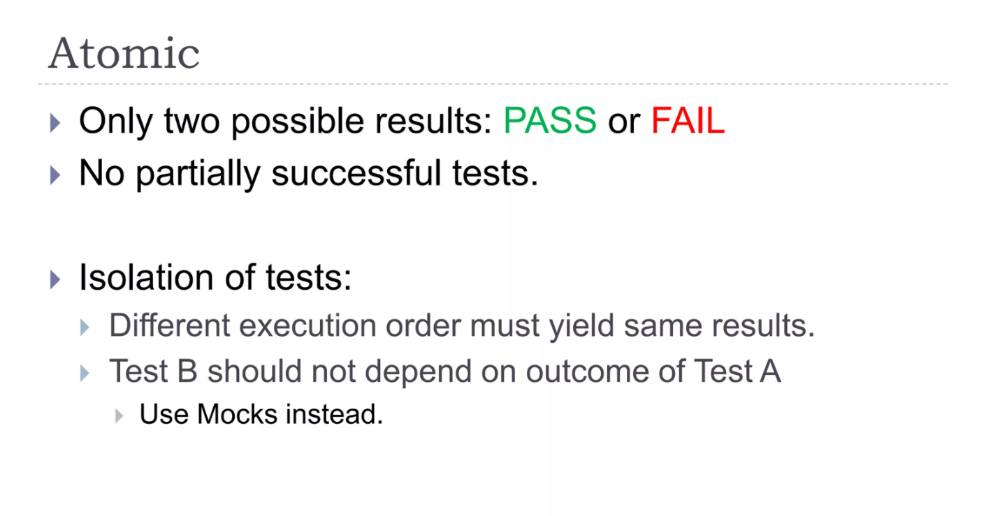 Atomic
Only two possible results: PASS or FAIL
No partially successful tests.
Isolation of tests:
Different execution order must yield same results.
Test B should not depend on outcome of Test A
Use Mocks instead.